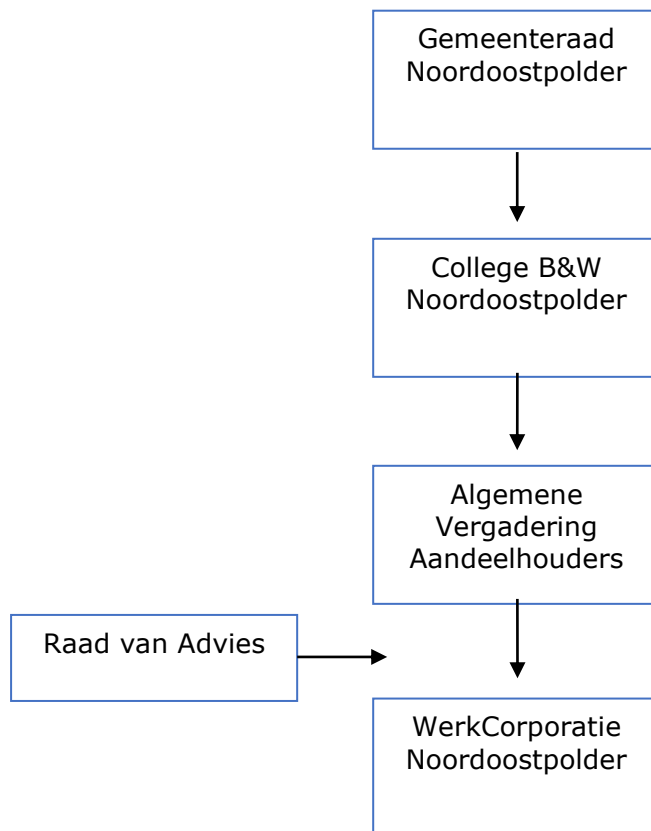 Gemeenteraad
Noordoostpolder
College B&W
Noordoostpolder
Algemene
Vergadering
Aandeelhouders
Raad van Advies
WerkCorporatie
Noordoostpolder